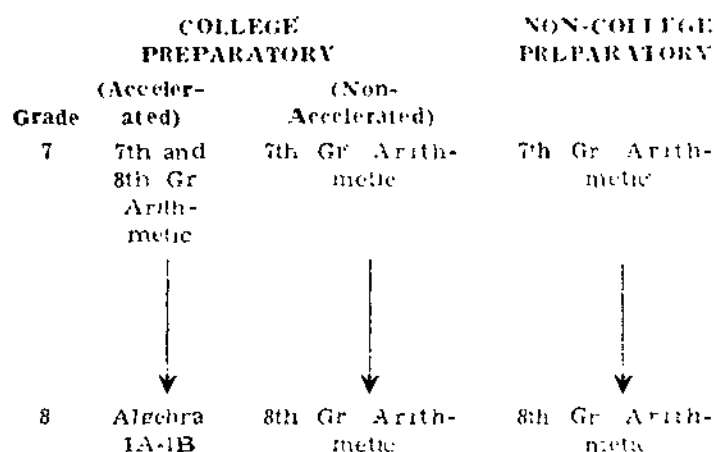 COLLEGE NON-COLLEGE
PREPARATORY PREPARATORY
(Acceler- (Non-
Grade ated) Accelerated)
7 7th and 7th Gr Arith- 7th Gr Arith-
8th Gr metic metic
Arith-
metic
8 Algebra 8th Gr Arith- 8th Gr Arith-
1A-1B metic metic